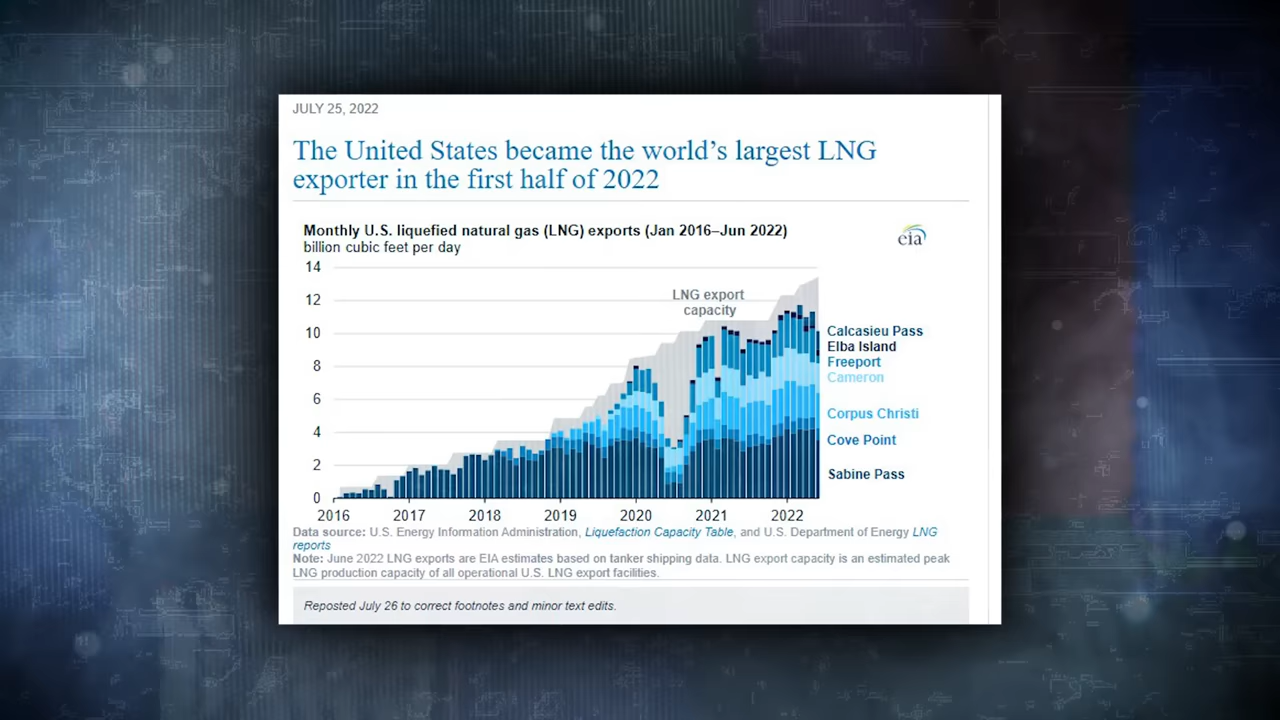 JULY 25, 2022
The United States became the world's largest LNG
exporter in the first half of 2022
Monthly U.S. liquefied natural gas (LNG) exports (Jan 2016–Jun 2022)
billion cubic feet per day
eia
14
12
10
8
6
4
2
0
LNG export
capacity
Calcasieu Pass
Elba Island
Freeport
Cameron
Corpus Christi
Cove Point
Sabine Pass
2016 2017 2018 2019 2020 2021 2022
Data source: U.S. Energy Information Administration, Liquefaction Capacity Table, and U.S. Department of Energy LNG
reports
Note: June 2022 LNG exports are EIA estimates based on tanker shipping data. LNG export capacity is an estimated peak
LNG production capacity of all operational U.S. LNG export facilities.
Reposted July 26 to correct footnotes and minor text edits.